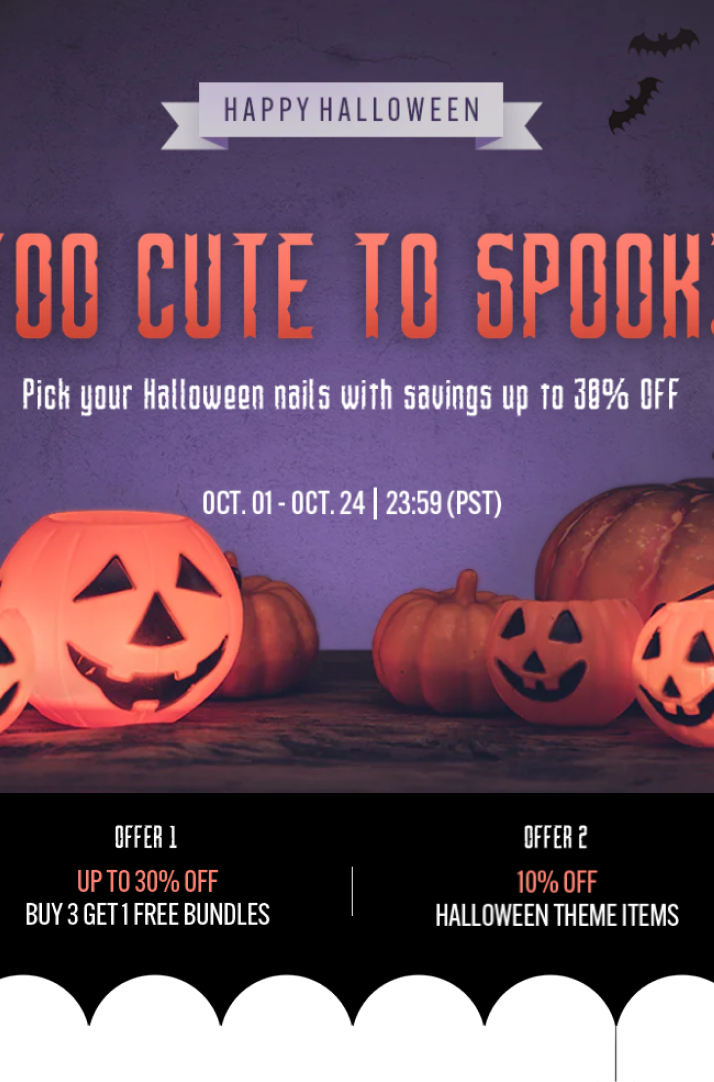 HAPPY HALLOWEEN
TOO CUTE TO SPOOK!
Pick your Halloween nails with savings up to 38% OFF
OCT. 01 - OCT. 24 | 23:59 (PST)
OFFER 1
UP TO 30% OFF
BUY 3 GET 1 FREE BUNDLES
OFFER 2
10% OFF
HALLOWEEN THEME ITEMS